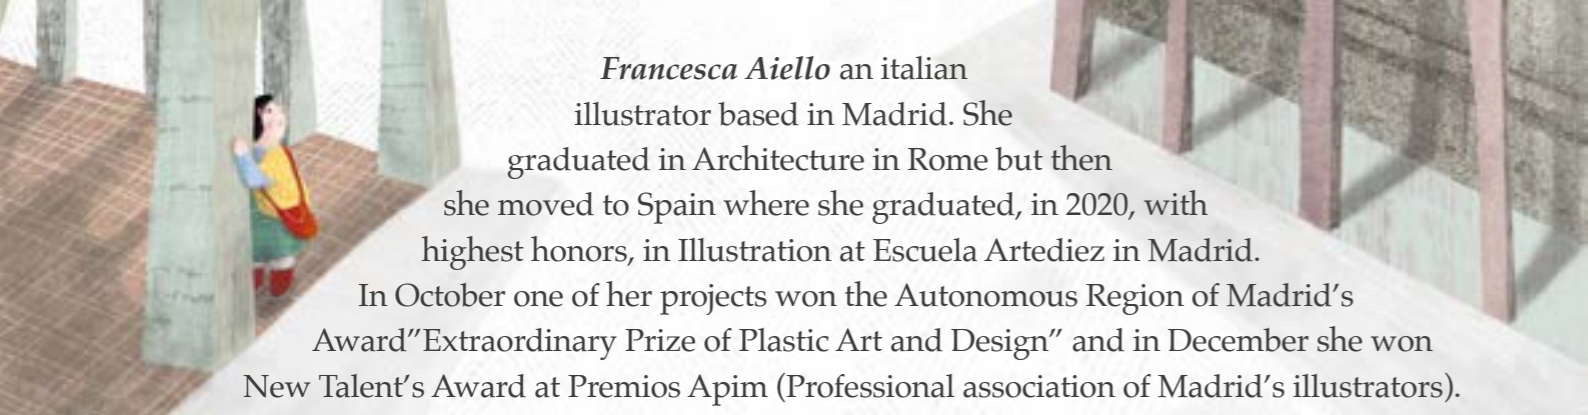 Francesca Aiello an italian
illustrator based in Madrid. She
graduated in Architecture in Rome but then
she moved to Spain where she graduated, in 2020, with
highest honors, in Illustration at Escuela Artediez in Madrid.
In October one of her projects won the Autonomous Region of Madrid’s
Award”Extraordinary Prize of Plastic Art and Design” and in December she won
New Talent’s Award at Premios Apim (Professional association of Madrid’s illustrators).